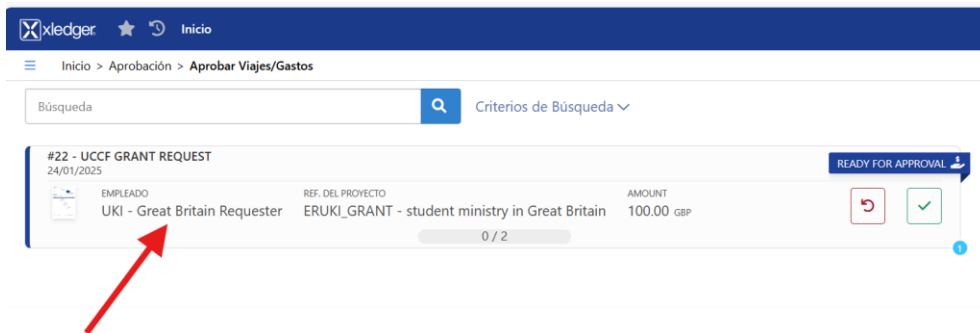 xledger Inicio
Inicio > Aprobación > Aprobar Viajes/Gastos
Búsqueda Criterios de Búsqueda
#22 - UCCF GRANT REQUEST
24/01/2025
READY FOR APPROVAL
EMPLEADO REF. DEL PROYECTO AMOUNT
UKI - Great Britain Requester ERUKI_GRANT - student ministry in Great Britain 100.00 GBP
0 / 2
1